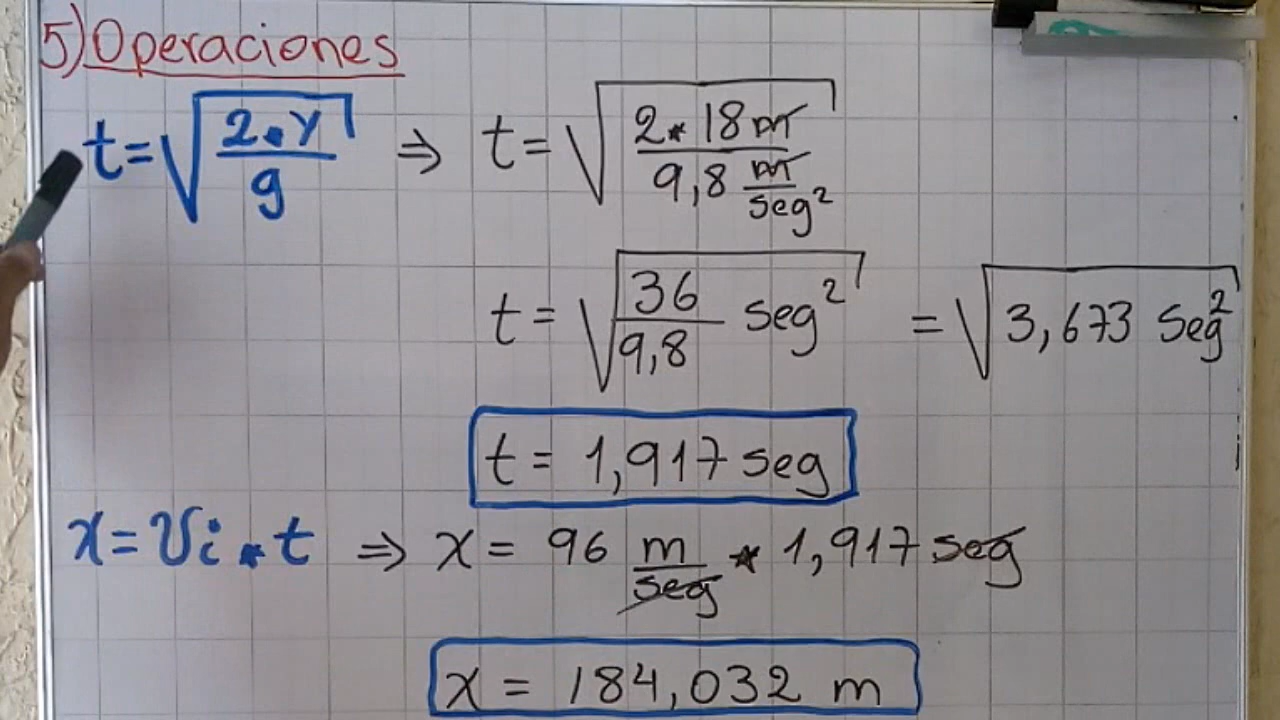 5) Operaciones
t = √(2 * Y / g) ⇒ t = √(2 * 18 m / 9,8 m/seg²)
t = √(36 / 9,8 seg²) = √(3,673 seg²)
t = 1,917 seg
x = Vi * t ⇒ x = 96 m/seg * 1,917 seg
x = 184,032 m